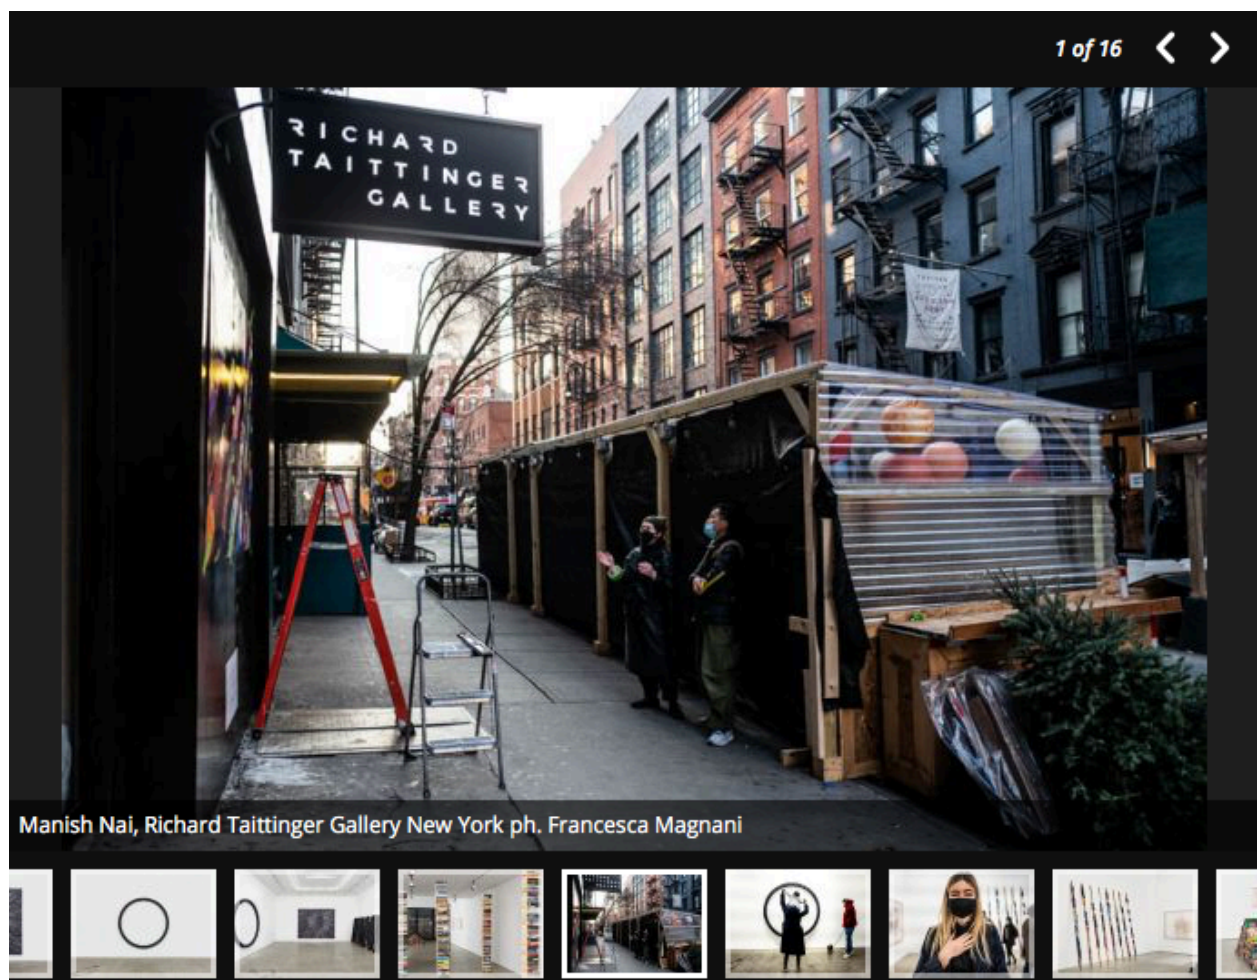 1 of 16
RICHARD
TAITTINGER
GALLERY
Manish Nai, Richard Taittinger Gallery New York ph. Francesca Magnani